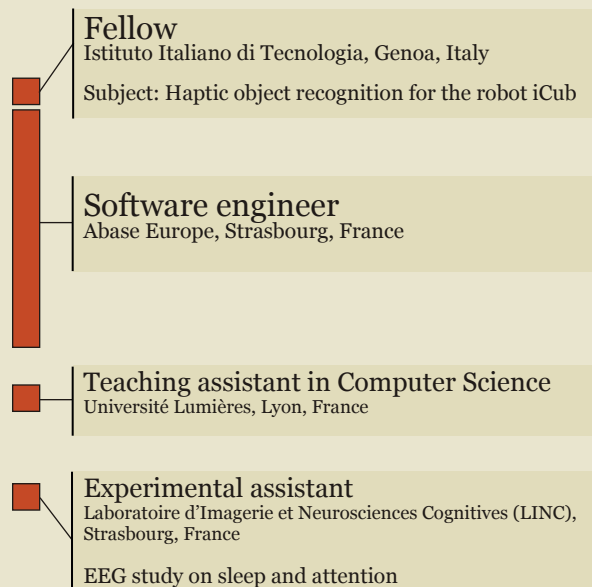 Fellow
Istituto Italiano di Tecnologia, Genoa, Italy
Subject: Haptic object recognition for the robot iCub
Software engineer
Abase Europe, Strasbourg, France
Teaching assistant in Computer Science
Université Lumières, Lyon, France
Experimental assistant
Laboratoire d’Imagerie et Neurosciences Cognitives (LINC),
Strasbourg, France
EEG study on sleep and attention